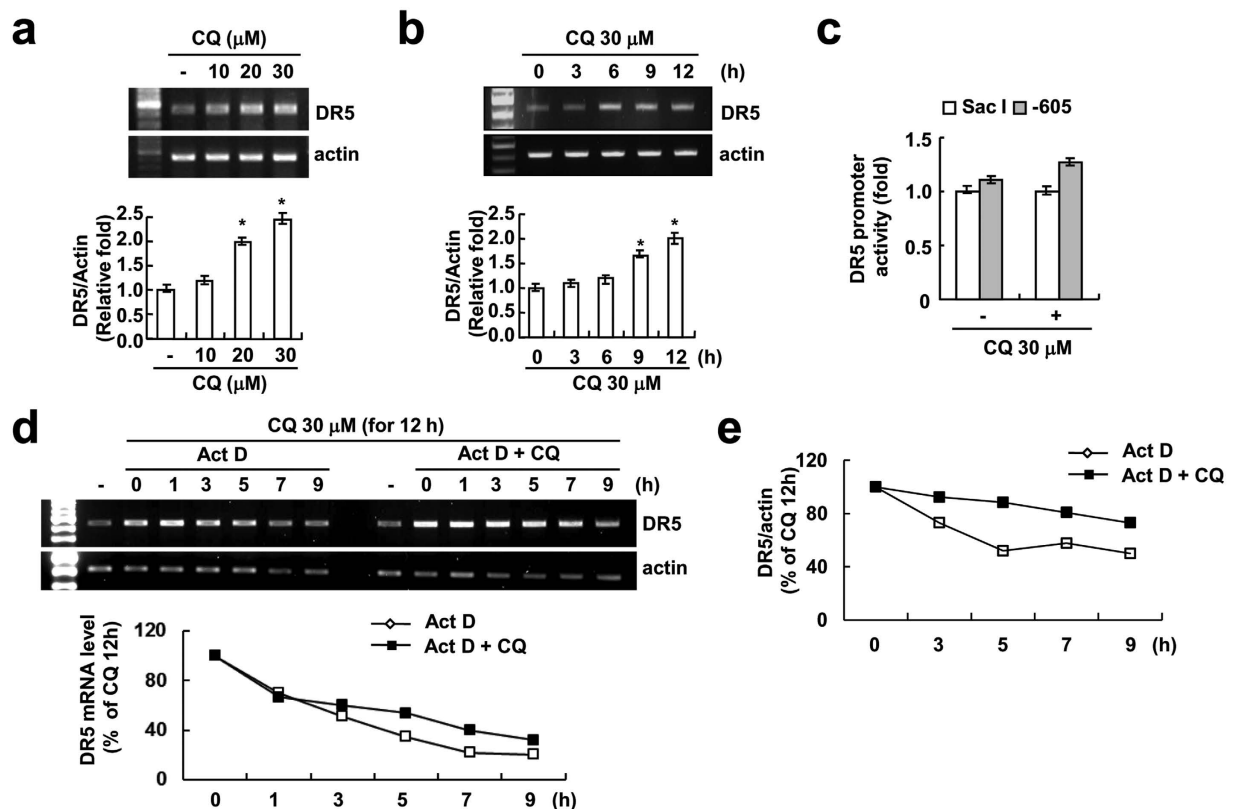 a
CQ (μM)
- 10 20 30
DR5
actin
DR5/Actin
(Relative fold)
2.5
2.0
1.5
1.0
0.5
0.0
* *
- 10 20 30
CQ (μM)
b
CQ 30 μM
0 3 6 9 12 (h)
DR5
actin
DR5/Actin
(Relative fold)
2.5
2.0
1.5
1.0
0.5
0.0
* *
0 3 6 9 12 (h)
CQ 30 μM
c
Sac I -605
DR5 promoter
activity (fold)
1.5
1.0
0.5
0
- +
CQ 30 μM
d
CQ 30 μM (for 12 h)
Act D Act D + CQ
- 0 1 3 5 7 9 - 0 1 3 5 7 9 (h)
DR5
actin
Act D
Act D + CQ
DR5 mRNA level
(% of CQ 12h)
120
80
40
0
0 1 3 5 7 9 (h)
e
Act D
Act D + CQ
DR5/actin
(% of CQ 12h)
120
80
40
0
0 3 5 7 9 (h)